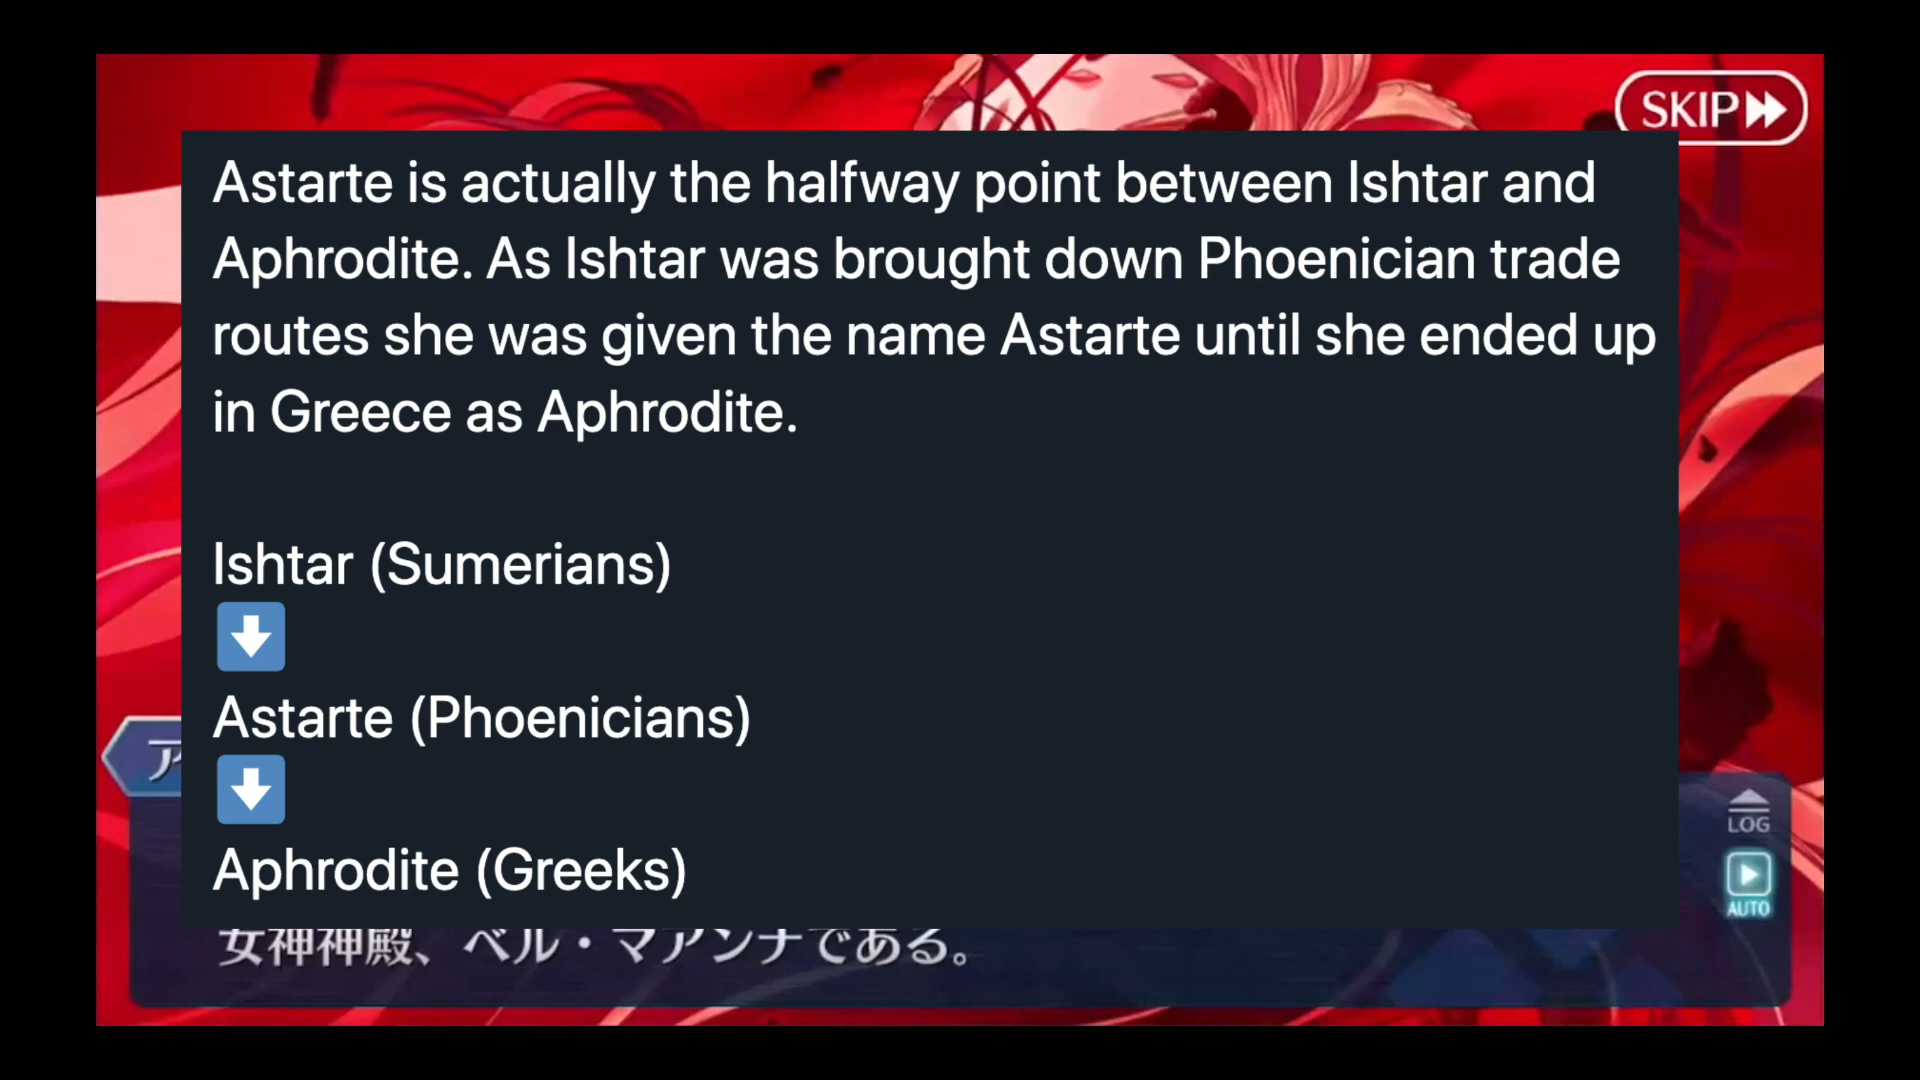 SKIP
Astarte is actually the halfway point between Ishtar and
Aphrodite. As Ishtar was brought down Phoenician trade
routes she was given the name Astarte until she ended up
in Greece as Aphrodite.
Ishtar (Sumerians)
Astarte (Phoenicians)
Aphrodite (Greeks)
女神神殿、ベル・マアンナである。
LOG
AUTO